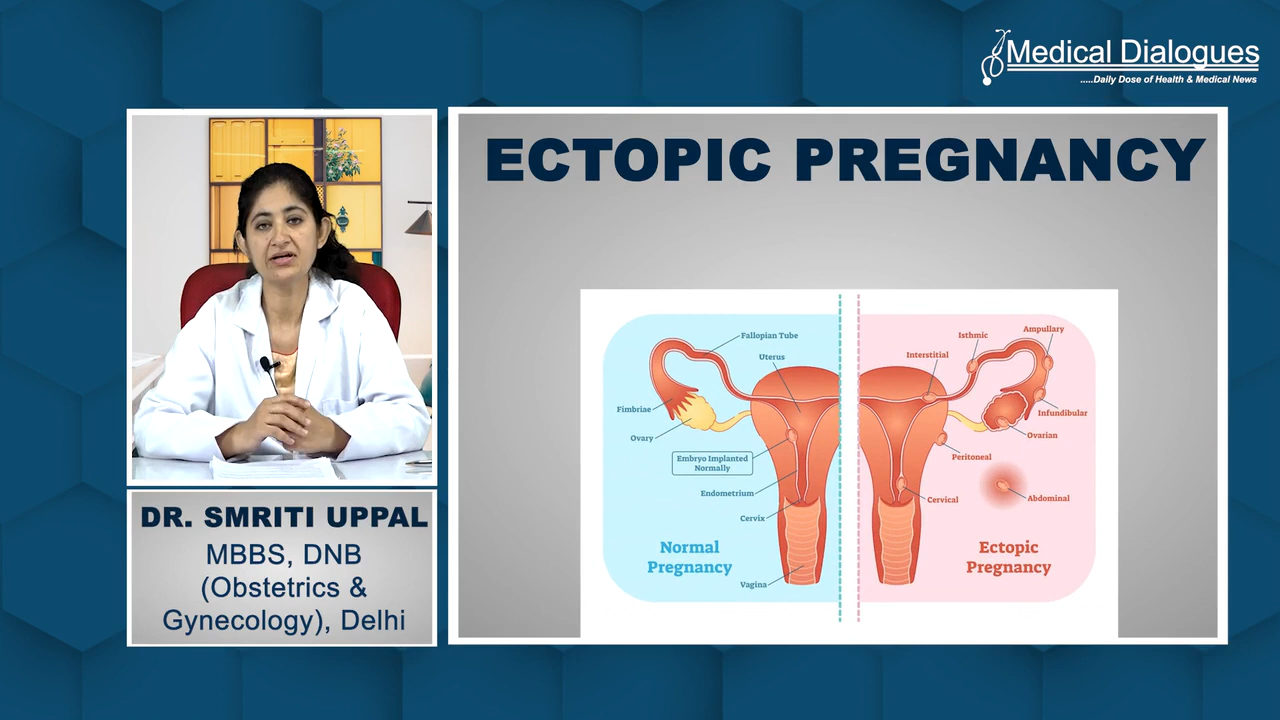 Medical Dialogues
.....Daily Dose of Health & Medical News
ECTOPIC PREGNANCY
Fallopian Tube
Uterus
Fimbriae
Ovary
Embryo Implanted
Normally
Endometrium
Cervix
Normal
Pregnancy
Vagina
Isthmic
Ampullary
Interstitial
Infundibular
Ovarian
Peritoneal
Cervical
Abdominal
Ectopic
Pregnancy
DR. SMRITI UPPAL
MBBS, DNB
(Obstetrics &
Gynecology), Delhi